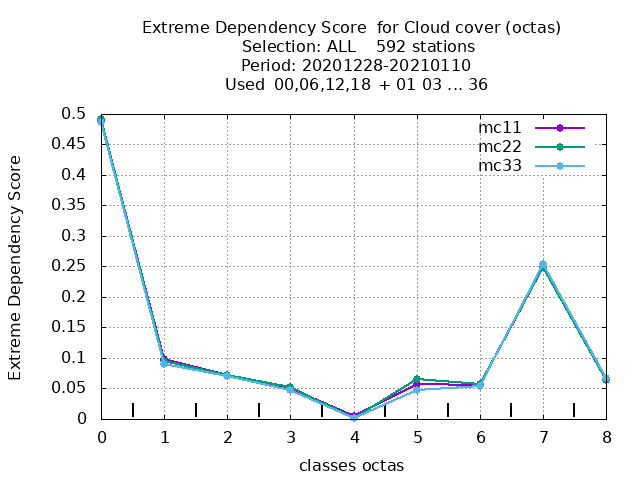 Extreme Dependency Score for Cloud cover (octas)
Selection: ALL 592 stations
Period: 20201228-20210110
Used 00,06,12,18 + 01 03 ... 36
mc11
mc22
mc33
Extreme Dependency Score
0.5
0.45
0.4
0.35
0.3
0.25
0.2
0.15
0.1
0.05
0
0 1 2 3 4 5 6 7 8
classes octas